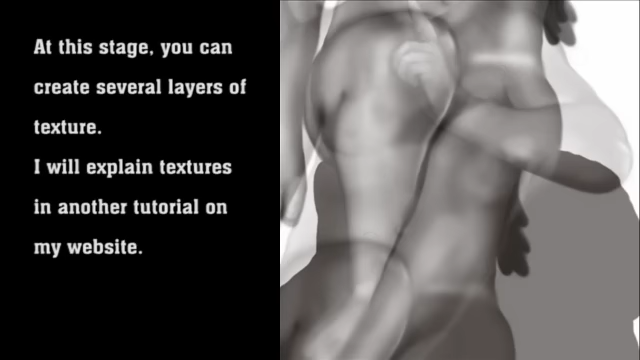 At this stage, you can
create several layers of
texture.
I will explain textures
in another tutorial on
my website.